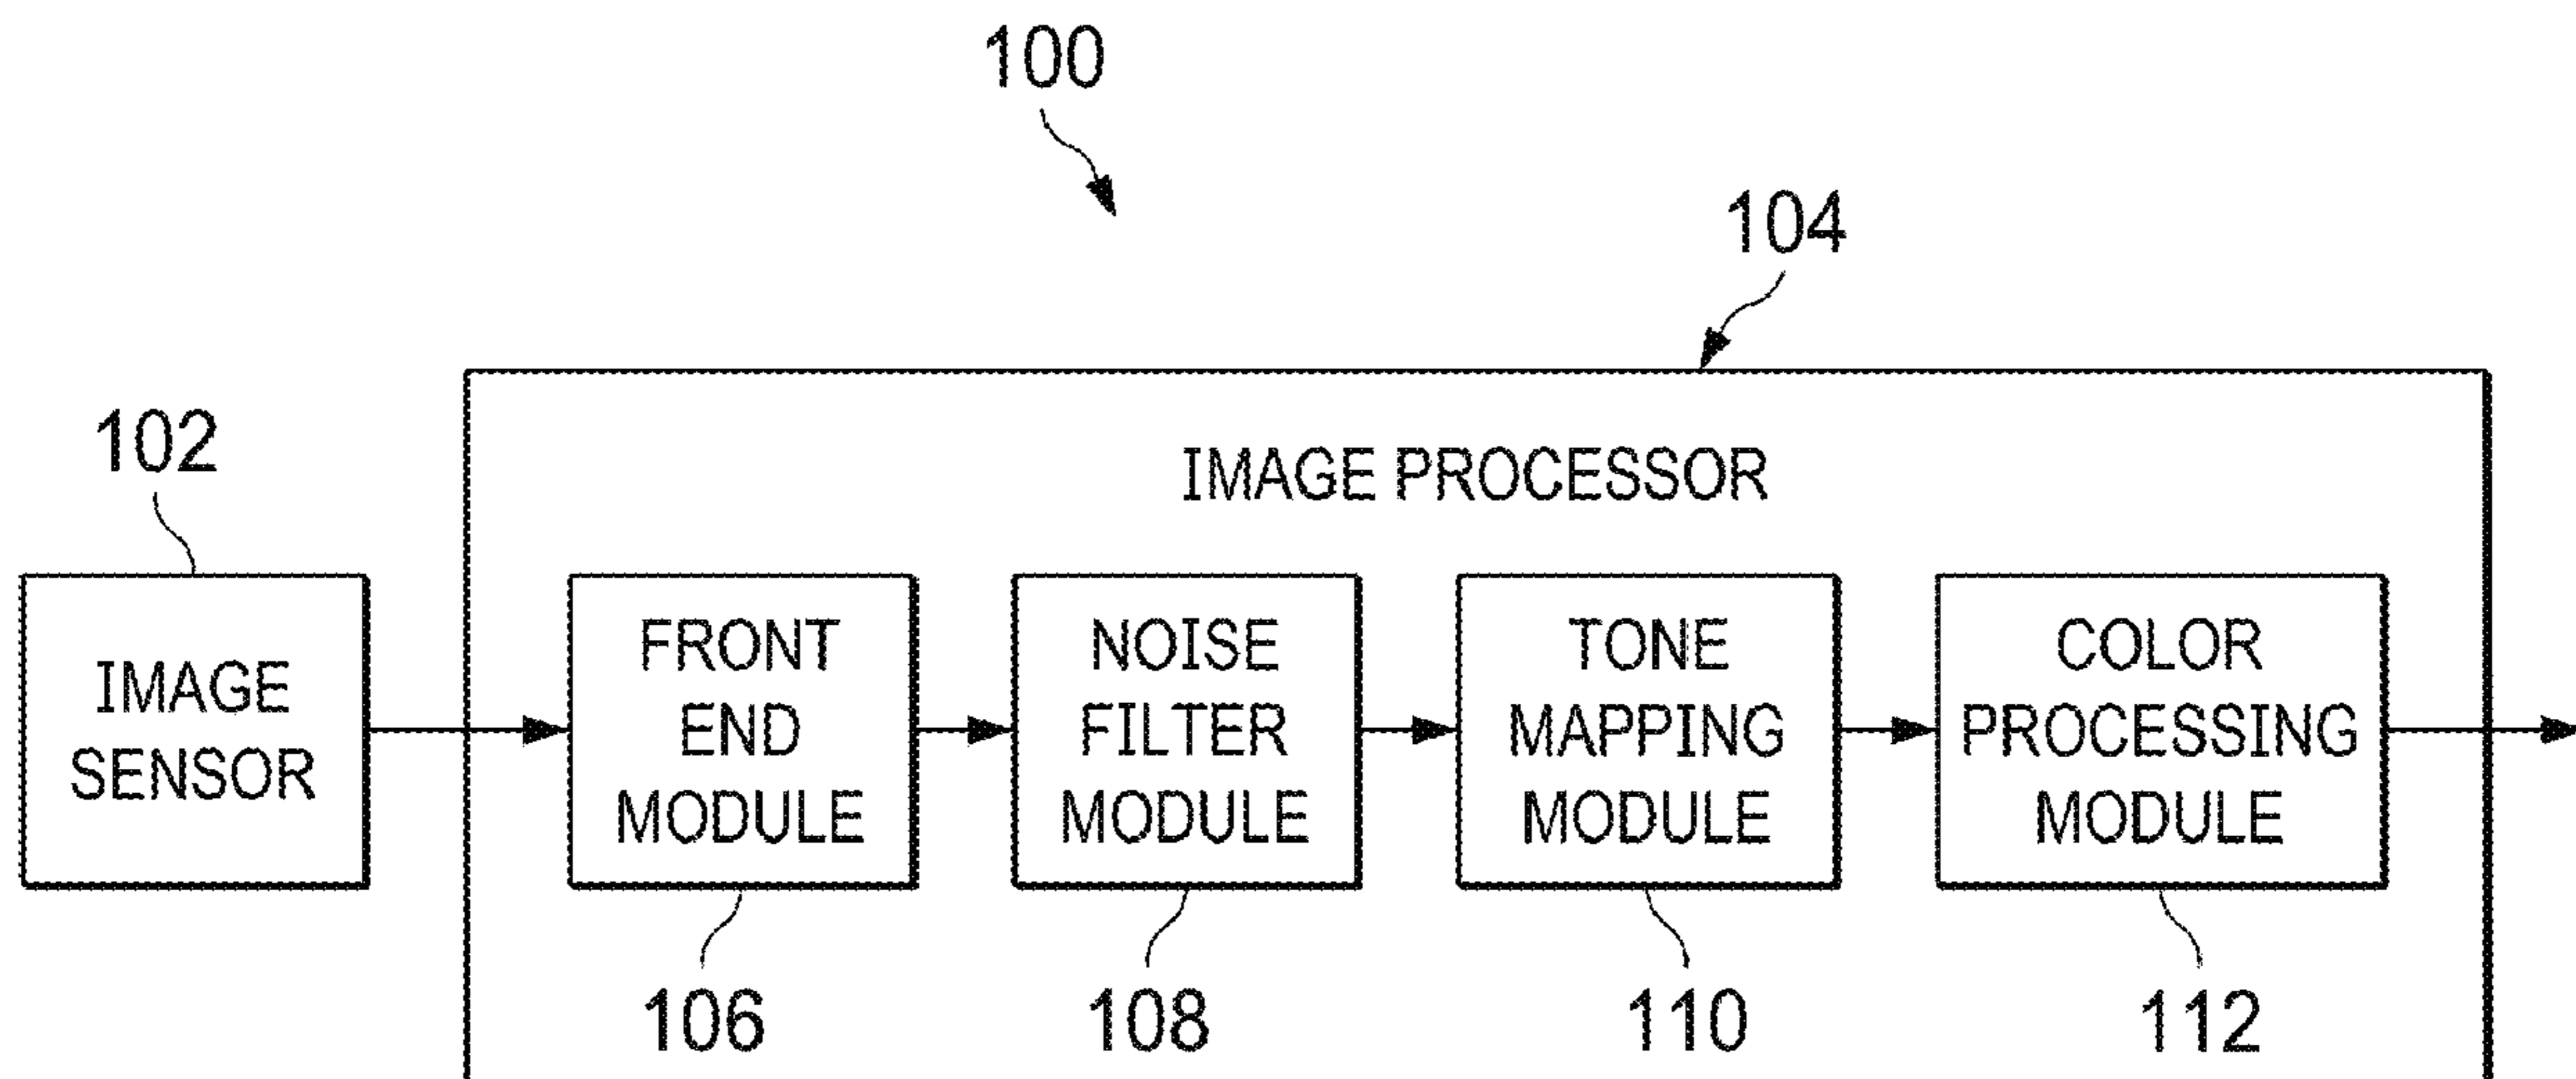 100
104
102
IMAGE PROCESSOR
IMAGE
SENSOR
FRONT
END
MODULE
NOISE
FILTER
MODULE
TONE
MAPPING
MODULE
COLOR
PROCESSING
MODULE
106
108
110
112